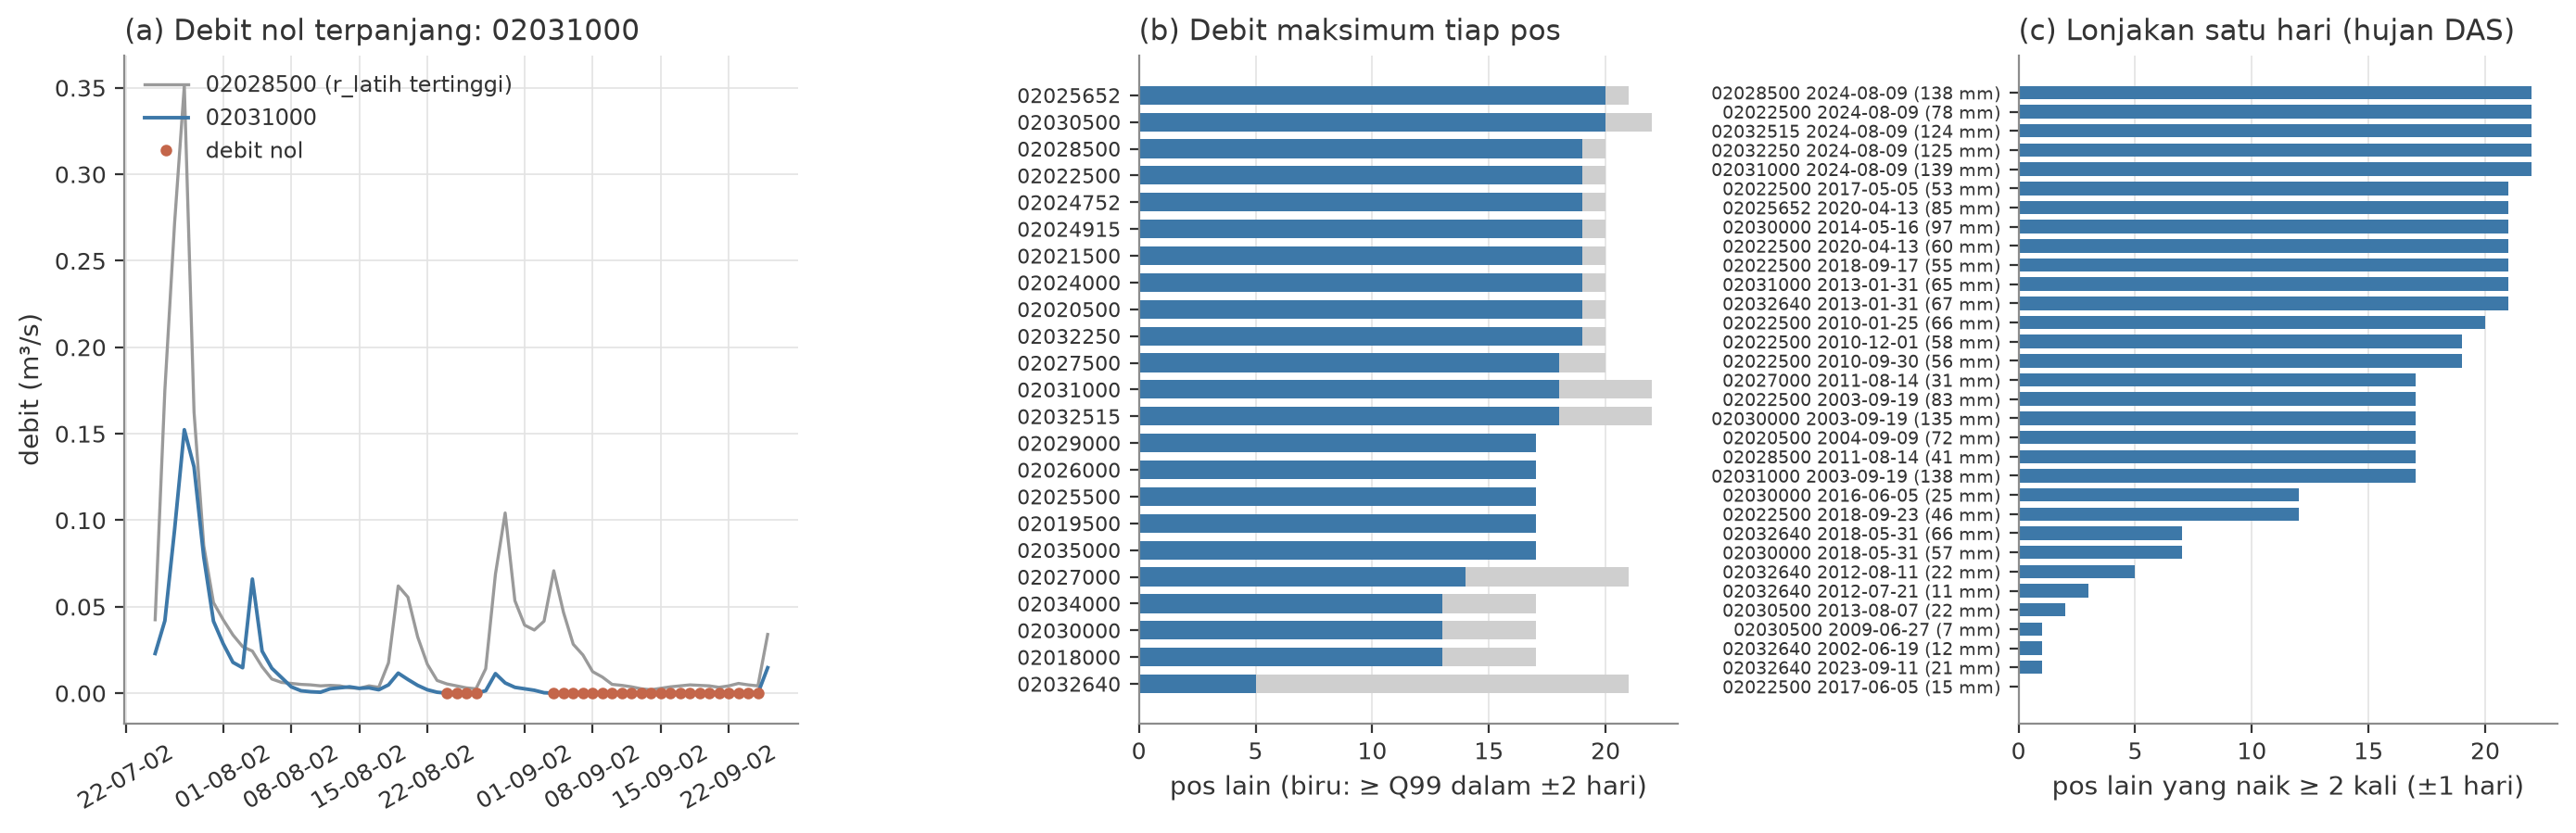 (a) Debit nol terpanjang: 02031000
02028500 (r_latih tertinggi)
02031000
debit nol
debit (m³/s)
0.35
0.30
0.25
0.20
0.15
0.10
0.05
0.00
22-07-02
01-08-02
08-08-02
15-08-02
22-08-02
01-09-02
08-09-02
15-09-02
22-09-02
(b) Debit maksimum tiap pos
02025652
02030500
02028500
02022500
02024752
02024915
02021500
02024000
02020500
02032250
02027500
02031000
02032515
02029000
02026000
02025500
02019500
02035000
02027000
02034000
02030000
02018000
02032640
0 5 10 15 20
pos lain (biru: ≥ Q99 dalam ±2 hari)
(c) Lonjakan satu hari (hujan DAS)
02028500 2024-08-09 (138 mm)
02022500 2024-08-09 (78 mm)
02032515 2024-08-09 (124 mm)
02032250 2024-08-09 (125 mm)
02031000 2024-08-09 (139 mm)
02022500 2017-05-05 (53 mm)
02025652 2020-04-13 (85 mm)
02030000 2014-05-16 (97 mm)
02022500 2020-04-13 (60 mm)
02022500 2018-09-17 (55 mm)
02031000 2013-01-31 (65 mm)
02032640 2013-01-31 (67 mm)
02022500 2010-01-25 (66 mm)
02022500 2010-12-01 (58 mm)
02022500 2010-09-30 (56 mm)
02027000 2011-08-14 (31 mm)
02022500 2003-09-19 (83 mm)
02030000 2003-09-19 (135 mm)
02020500 2004-09-09 (72 mm)
02028500 2011-08-14 (41 mm)
02031000 2003-09-19 (138 mm)
02030000 2016-06-05 (25 mm)
02022500 2018-09-23 (46 mm)
02032640 2018-05-31 (66 mm)
02030000 2018-05-31 (57 mm)
02032640 2012-08-11 (22 mm)
02032640 2012-07-21 (11 mm)
02030500 2013-08-07 (22 mm)
02030500 2009-06-27 (7 mm)
02032640 2002-06-19 (12 mm)
02032640 2023-09-11 (21 mm)
02022500 2017-06-05 (15 mm)
0 5 10 15 20
pos lain yang naik ≥ 2 kali (±1 hari)